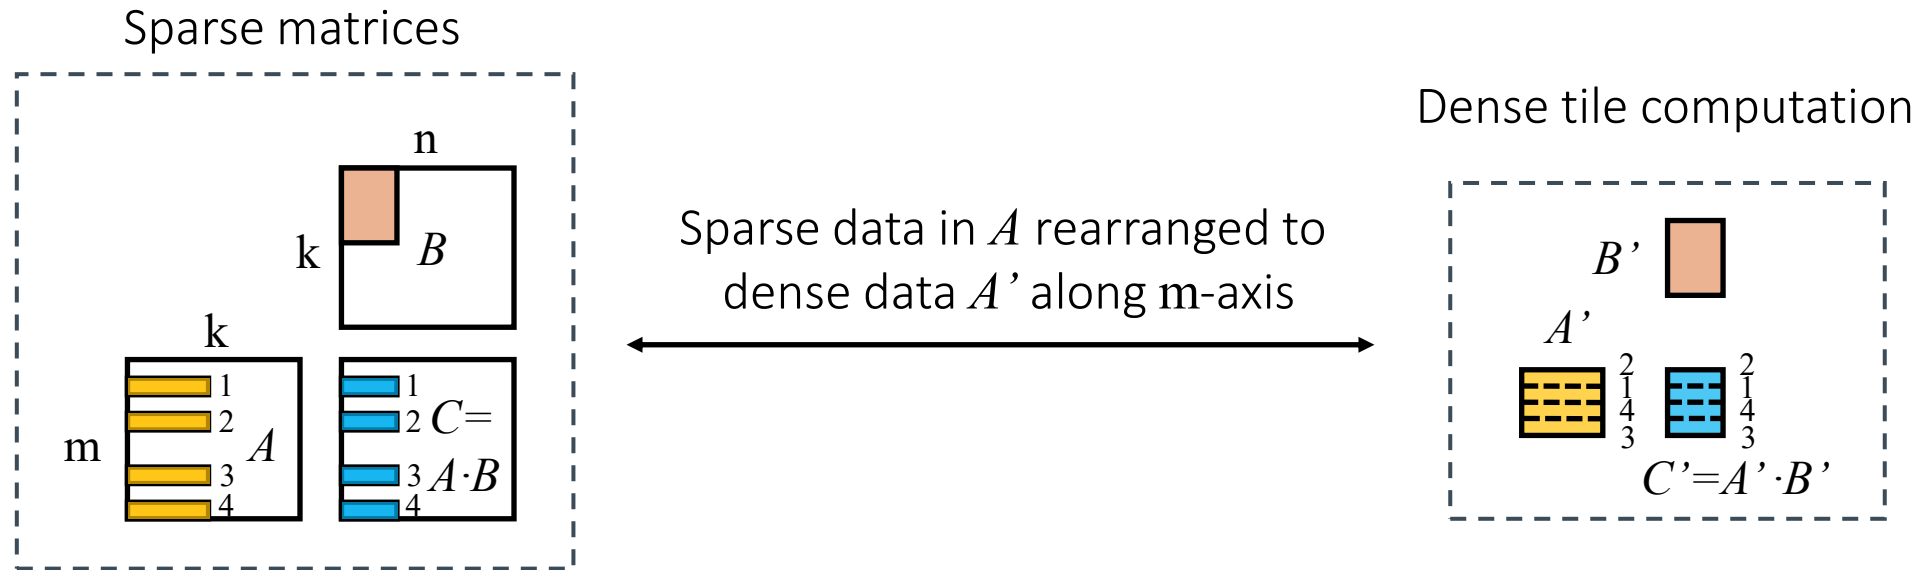 Sparse matrices
n
k
B
k
m
1
2
3
4
A
1
2
3
4
C=
A·B
Sparse data in A rearranged to
dense data A’ along m-axis
Dense tile computation
B’
A’
2
1
4
3
2
1
4
3
C’=A’·B’